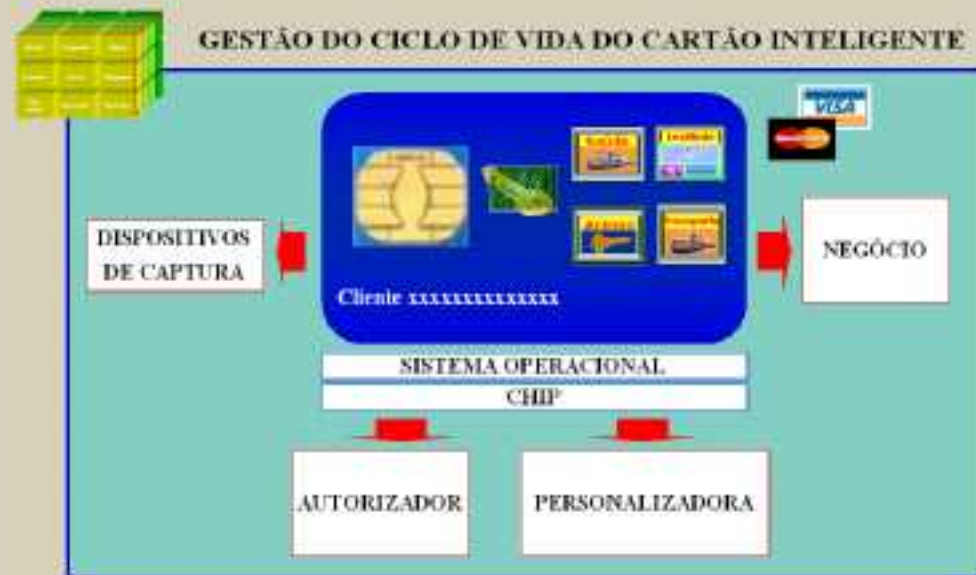 GESTÃO DO CICLO DE VIDA DO CARTÃO INTELIGENTE
VISA
DISPOSITIVOS
DE CAPTURA
NEGÓCIO
Cliente xxxxxxxxxxxxxx
SISTEMA OPERACIONAL
CHIP
AUTORIZADOR
PERSONALIZADORA